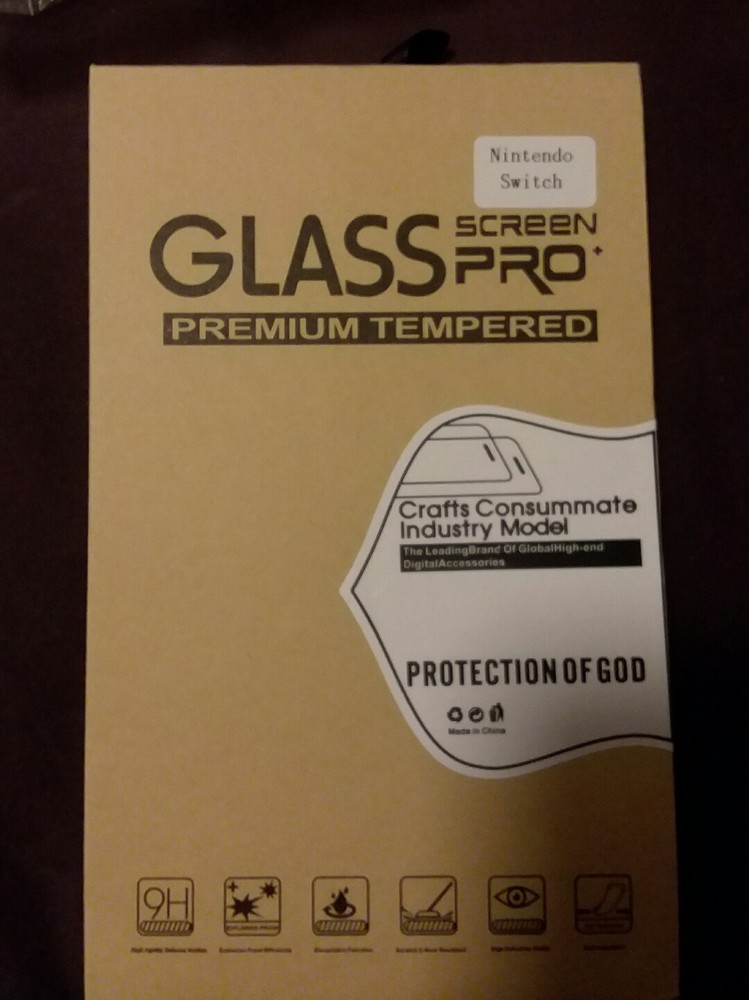 Nintendo
Switch
GLASS SCREEN PRO+
PREMIUM TEMPERED
Crafts Consummate
Industry Model
The LeadingBrand Of GlobalHigh-end
DigitalAccessories
PROTECTION OF GOD
Made in China
9H